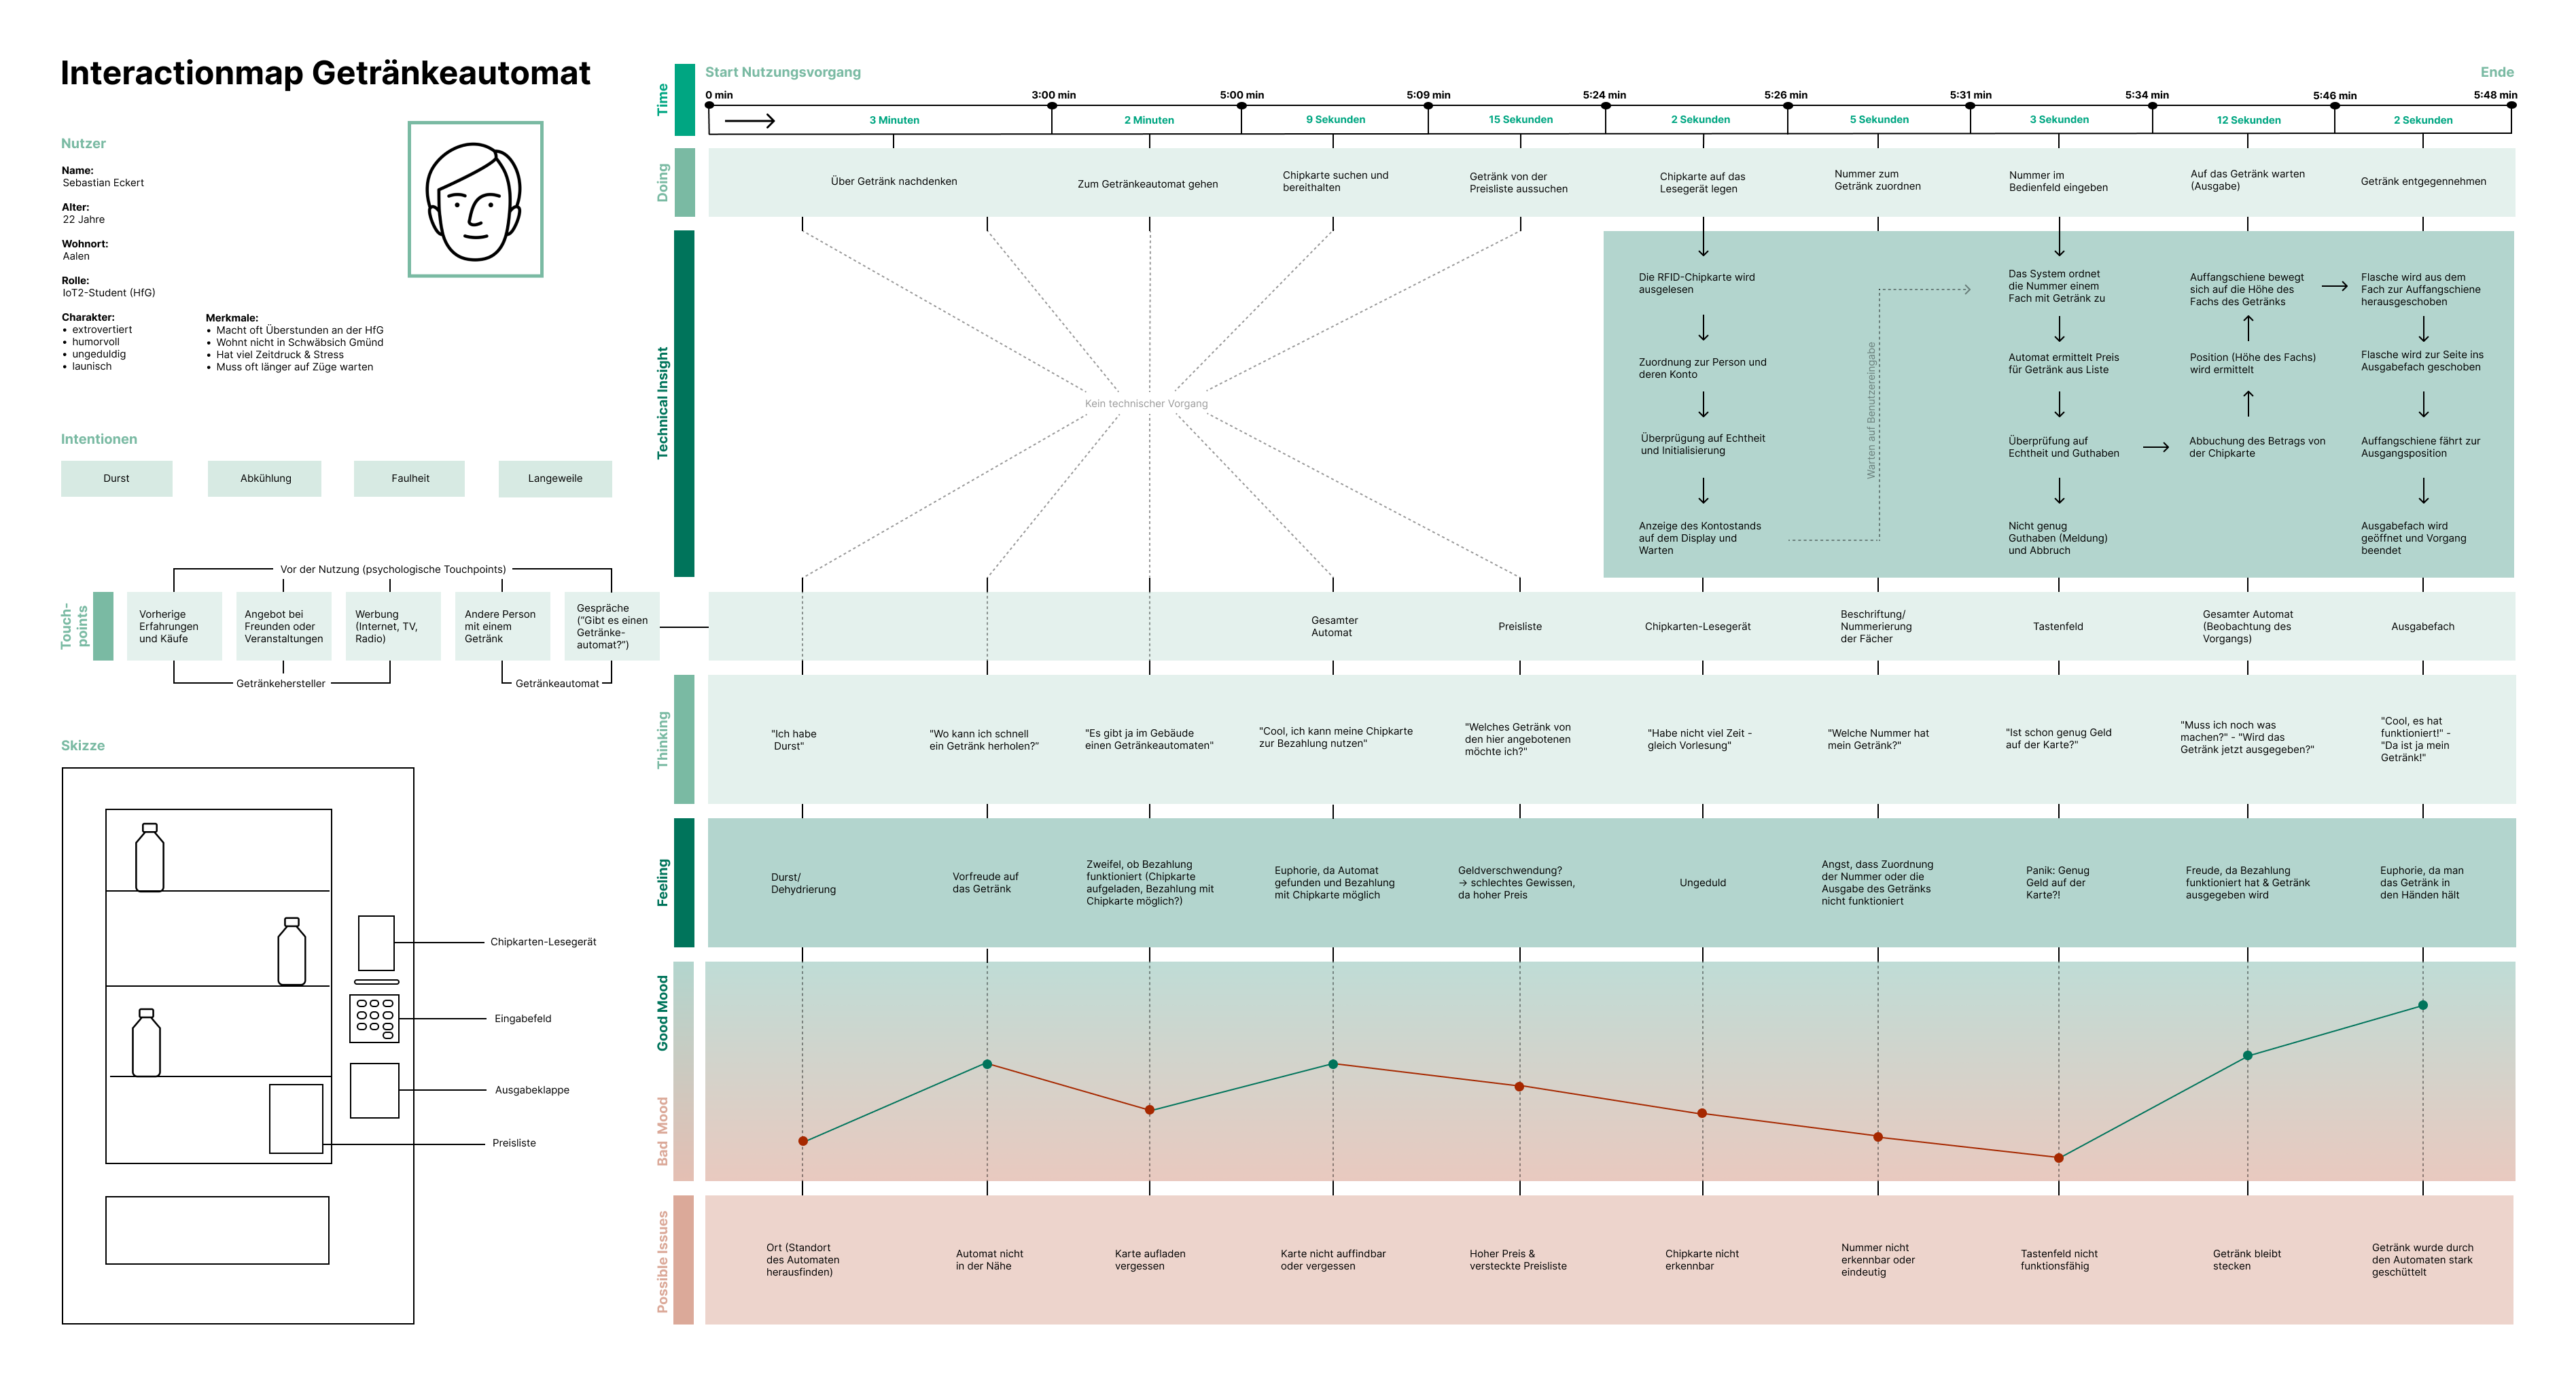 Interactionmap Getränkeautomat
Nutzer
Name:
Sebastian Eckert
Alter:
22 Jahre
Wohnort:
Aalen
Rolle:
IoT2-Student (HfG)
Charakter:
• extrovertiert
• humorvoll
• ungeduldig
• launisch
Merkmale:
• Macht oft Überstunden an der HfG
• Wohnt nicht in Schwäbsich Gmünd
• Hat viel Zeitdruck & Stress
• Muss oft länger auf Züge warten
Intentionen
Durst
Abkühlung
Faulheit
Langeweile
Vor der Nutzung (psychologische Touchpoints)
Touch-
points
Vorherige
Erfahrungen
und Käufe
Angebot bei
Freunden oder
Veranstaltungen
Werbung
(Internet, TV,
Radio)
Andere Person
mit einem
Getränk
Gespräche
("Gibt es einen
Getränke-
automat?")
Getränkehersteller
Getränkeautomat
Skizze
Chipkarten-Lesegerät
Eingabefeld
Ausgabeklappe
Preisliste
Time
Start Nutzungsvorgang
Ende
0 min
3:00 min
5:00 min
5:09 min
5:24 min
5:26 min
5:31 min
5:34 min
5:46 min
5:48 min
3 Minuten
2 Minuten
9 Sekunden
15 Sekunden
2 Sekunden
5 Sekunden
3 Sekunden
12 Sekunden
2 Sekunden
Doing
Über Getränk nachdenken
Zum Getränkeautomat gehen
Chipkarte suchen und
bereithalten
Getränk von der
Preisliste aussuchen
Chipkarte auf das
Lesegerät legen
Nummer zum
Getränk zuordnen
Nummer im
Bedienfeld eingeben
Auf das Getränk warten
(Ausgabe)
Getränk entgegennehmen
Technical Insight
Kein technischer Vorgang
Die RFID-Chipkarte wird
ausgelesen
Zuordnung zur Person und
deren Konto
Überprügung auf Echtheit
und Initialisierung
Anzeige des Kontostands
auf dem Display und
Warten
Warten auf Benutzereingabe
Das System ordnet
die Nummer einem
Fach mit Getränk zu
Automat ermittelt Preis
für Getränk aus Liste
Überprüfung auf
Echtheit und Guthaben
Nicht genug
Guthaben (Meldung)
und Abbruch
Auffangschiene bewegt
sich auf die Höhe des
Fachs des Getränks
Position (Höhe des Fachs)
wird ermittelt
Abbuchung des Betrags von
der Chipkarte
Flasche wird aus dem
Fach zur Auffangschiene
herausgeschoben
Flasche wird zur Seite ins
Ausgabefach geschoben
Auffangschiene fährt zur
Ausgangsposition
Ausgabefach wird
geöffnet und Vorgang
beendet
Gesamter
Automat
Preisliste
Chipkarten-Lesegerät
Beschriftung/
Nummerierung
der Fächer
Tastenfeld
Gesamter Automat
(Beobachtung des
Vorgangs)
Ausgabefach
Thinking
"Ich habe
Durst"
"Wo kann ich schnell
ein Getränk herholen?"
"Es gibt ja im Gebäude
einen Getränkeautomaten"
"Cool, ich kann meine Chipkarte
zur Bezahlung nutzen"
"Welches Getränk von
den hier angebotenen
möchte ich?"
"Habe nicht viel Zeit -
gleich Vorlesung"
"Welche Nummer hat
mein Getränk?"
"Ist schon genug Geld
auf der Karte?"
"Muss ich noch was
machen?" - "Wird das
Getränk jetzt ausgegeben?"
"Cool, es hat
funktioniert!" -
"Da ist ja mein
Getränk!"
Feeling
Durst/
Dehydrierung
Vorfreude auf
das Getränk
Zweifel, ob Bezahlung
funktioniert (Chipkarte
aufgeladen, Bezahlung mit
Chipkarte möglich?)
Euphorie, da Automat
gefunden und Bezahlung
mit Chipkarte möglich
Geldverschwendung?
→ schlechtes Gewissen,
da hoher Preis
Ungeduld
Angst, dass Zuordnung
der Nummer oder die
Ausgabe des Getränks
nicht funktioniert
Panik: Genug
Geld auf der
Karte?!
Freude, da Bezahlung
funktioniert hat & Getränk
ausgegeben wird
Euphorie, da man
das Getränk in
den Händen hält
Good Mood
Bad Mood
Possible Issues
Ort (Standort
des Automaten
herausfinden)
Automat nicht
in der Nähe
Karte aufladen
vergessen
Karte nicht auffindbar
oder vergessen
Hoher Preis &
versteckte Preisliste
Chipkarte nicht
erkennbar
Nummer nicht
erkennbar oder
eindeutig
Tastenfeld nicht
funktionsfähig
Getränk bleibt
stecken
Getränk wurde durch
den Automaten stark
geschüttelt